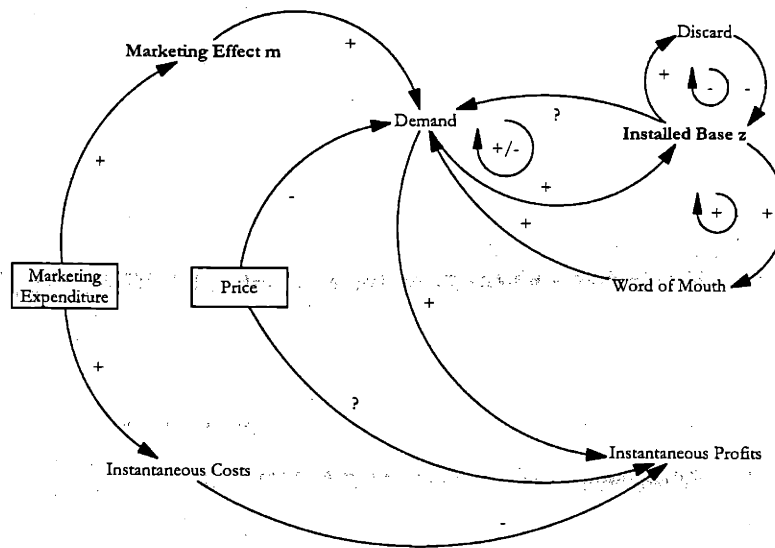 Discard
Marketing Effect m
+
+
-
-
?
Demand
Installed Base z
+/-
+
+
-
+
+
+
Marketing
Expenditure
Price
Word of Mouth
+
+
?
Instantaneous Profits
Instantaneous Costs
-